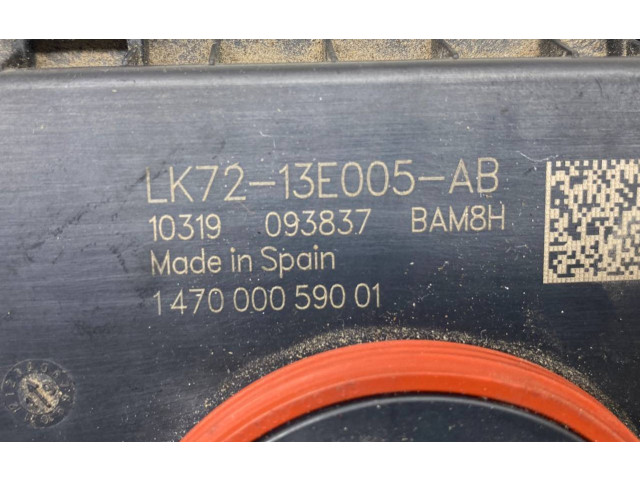 LK72-13E005-AB
10319 093837 BAM8H
Made in Spain
1 470 000 590 01